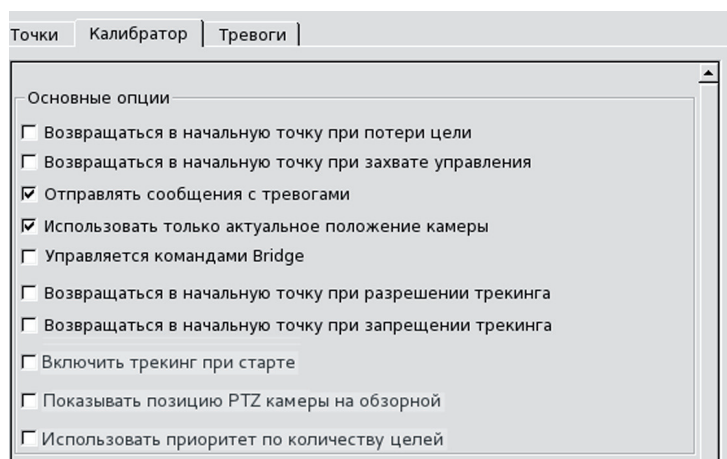 Точки Калибратор Тревоги
Основные опции
Возвращаться в начальную точку при потери цели
Возвращаться в начальную точку при захвате управления
Отправлять сообщения с тревогами
Использовать только актуальное положение камеры
Управляется командами Bridge
Возвращаться в начальную точку при разрешении трекинга
Возвращаться в начальную точку при запрещении трекинга
Включить трекинг при старте
Показывать позицию PTZ камеры на обзорной
Использовать приоритет по количеству целей